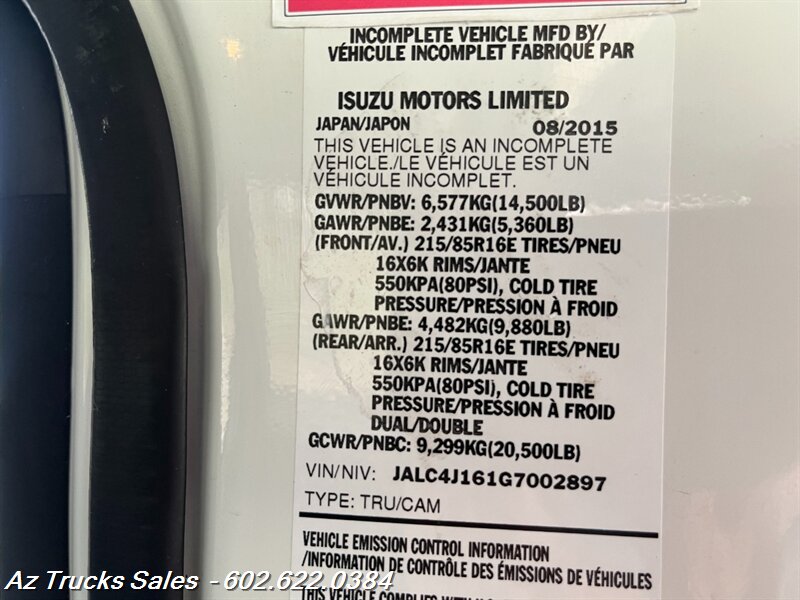 INCOMPLETE VEHICLE MFD BY/
VÉHICULE INCOMPLET FABRIQUÉ PAR
ISUZU MOTORS LIMITED
JAPAN/JAPON 08/2015
THIS VEHICLE IS AN INCOMPLETE
VEHICLE./LE VÉHICULE EST UN
VÉHICULE INCOMPLET.
GVWR/PNBV: 6,577KG(14,500LB)
GAWR/PNBE: 2,431KG(5,360LB)
(FRONT/AV.) 215/85R16E TIRES/PNEU
16X6K RIMS/JANTE
550KPA(80PSI), COLD TIRE
PRESSURE/PRESSION À FROID
GAWR/PNBE: 4,482KG(9,880LB)
(REAR/ARR.) 215/85R16E TIRES/PNEU
16X6K RIMS/JANTE
550KPA(80PSI), COLD TIRE
PRESSURE/PRESSION À FROID
DUAL/DOUBLE
GCWR/PNBC: 9,299KG(20,500LB)
VIN/NIV: JALC4J161G7002897
TYPE: TRU/CAM
VEHICLE EMISSION CONTROL INFORMATION
/INFORMATION DE CONTRÔLE DES ÉMISSIONS DE VÉHICULES
THIS VEHICLE COMPLIES WITH
Az Trucks Sales - 602.622.0384